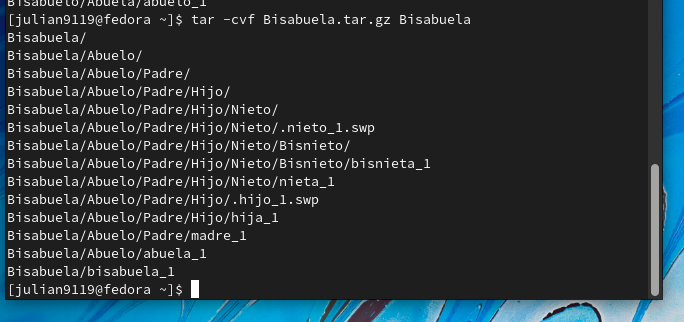 Bisabuela/Abuelo/abuelo_1
[julian9119@fedora ~]$ tar -cvf Bisabuela.tar.gz Bisabuela
Bisabuela/
Bisabuela/Abuelo/
Bisabuela/Abuelo/Padre/
Bisabuela/Abuelo/Padre/Hijo/
Bisabuela/Abuelo/Padre/Hijo/Nieto/
Bisabuela/Abuelo/Padre/Hijo/Nieto/.nieto_1.swp
Bisabuela/Abuelo/Padre/Hijo/Nieto/Bisnieto/
Bisabuela/Abuelo/Padre/Hijo/Nieto/Bisnieto/bisnieta_1
Bisabuela/Abuelo/Padre/Hijo/Nieto/nieta_1
Bisabuela/Abuelo/Padre/Hijo/.hijo_1.swp
Bisabuela/Abuelo/Padre/Hijo/hija_1
Bisabuela/Abuelo/Padre/madre_1
Bisabuela/Abuelo/abuela_1
Bisabuela/bisabuela_1
[julian9119@fedora ~]$